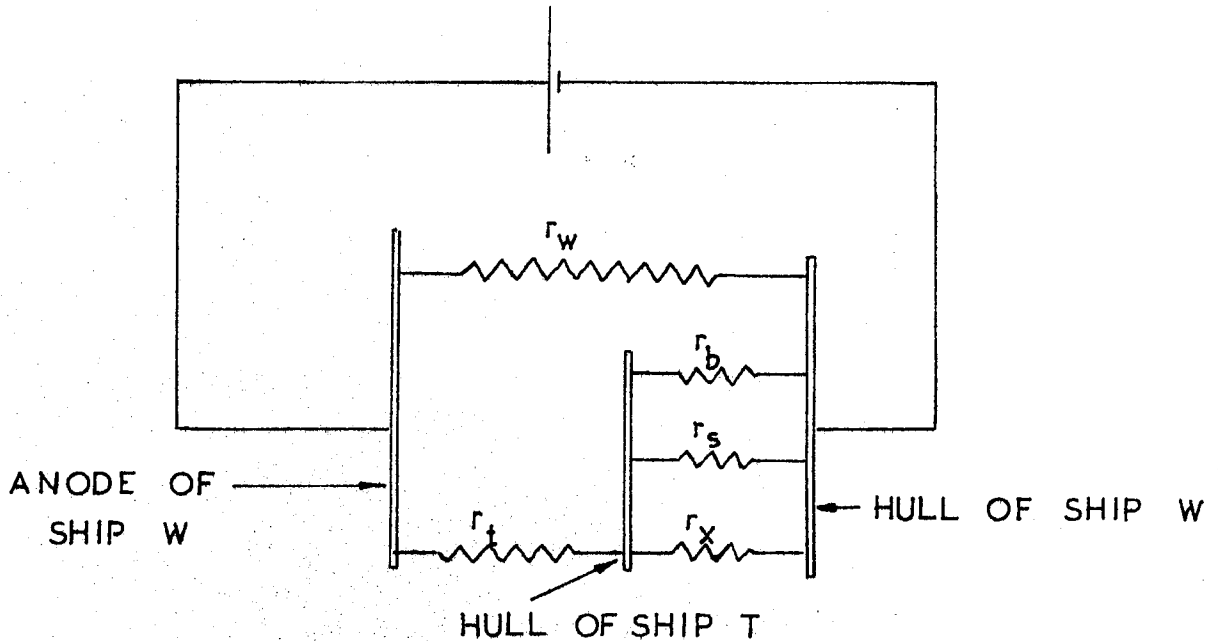 r_w
r_b
r_s
ANODE OF
SHIP W
HULL OF SHIP W
r_t
r_x
HULL OF SHIP T